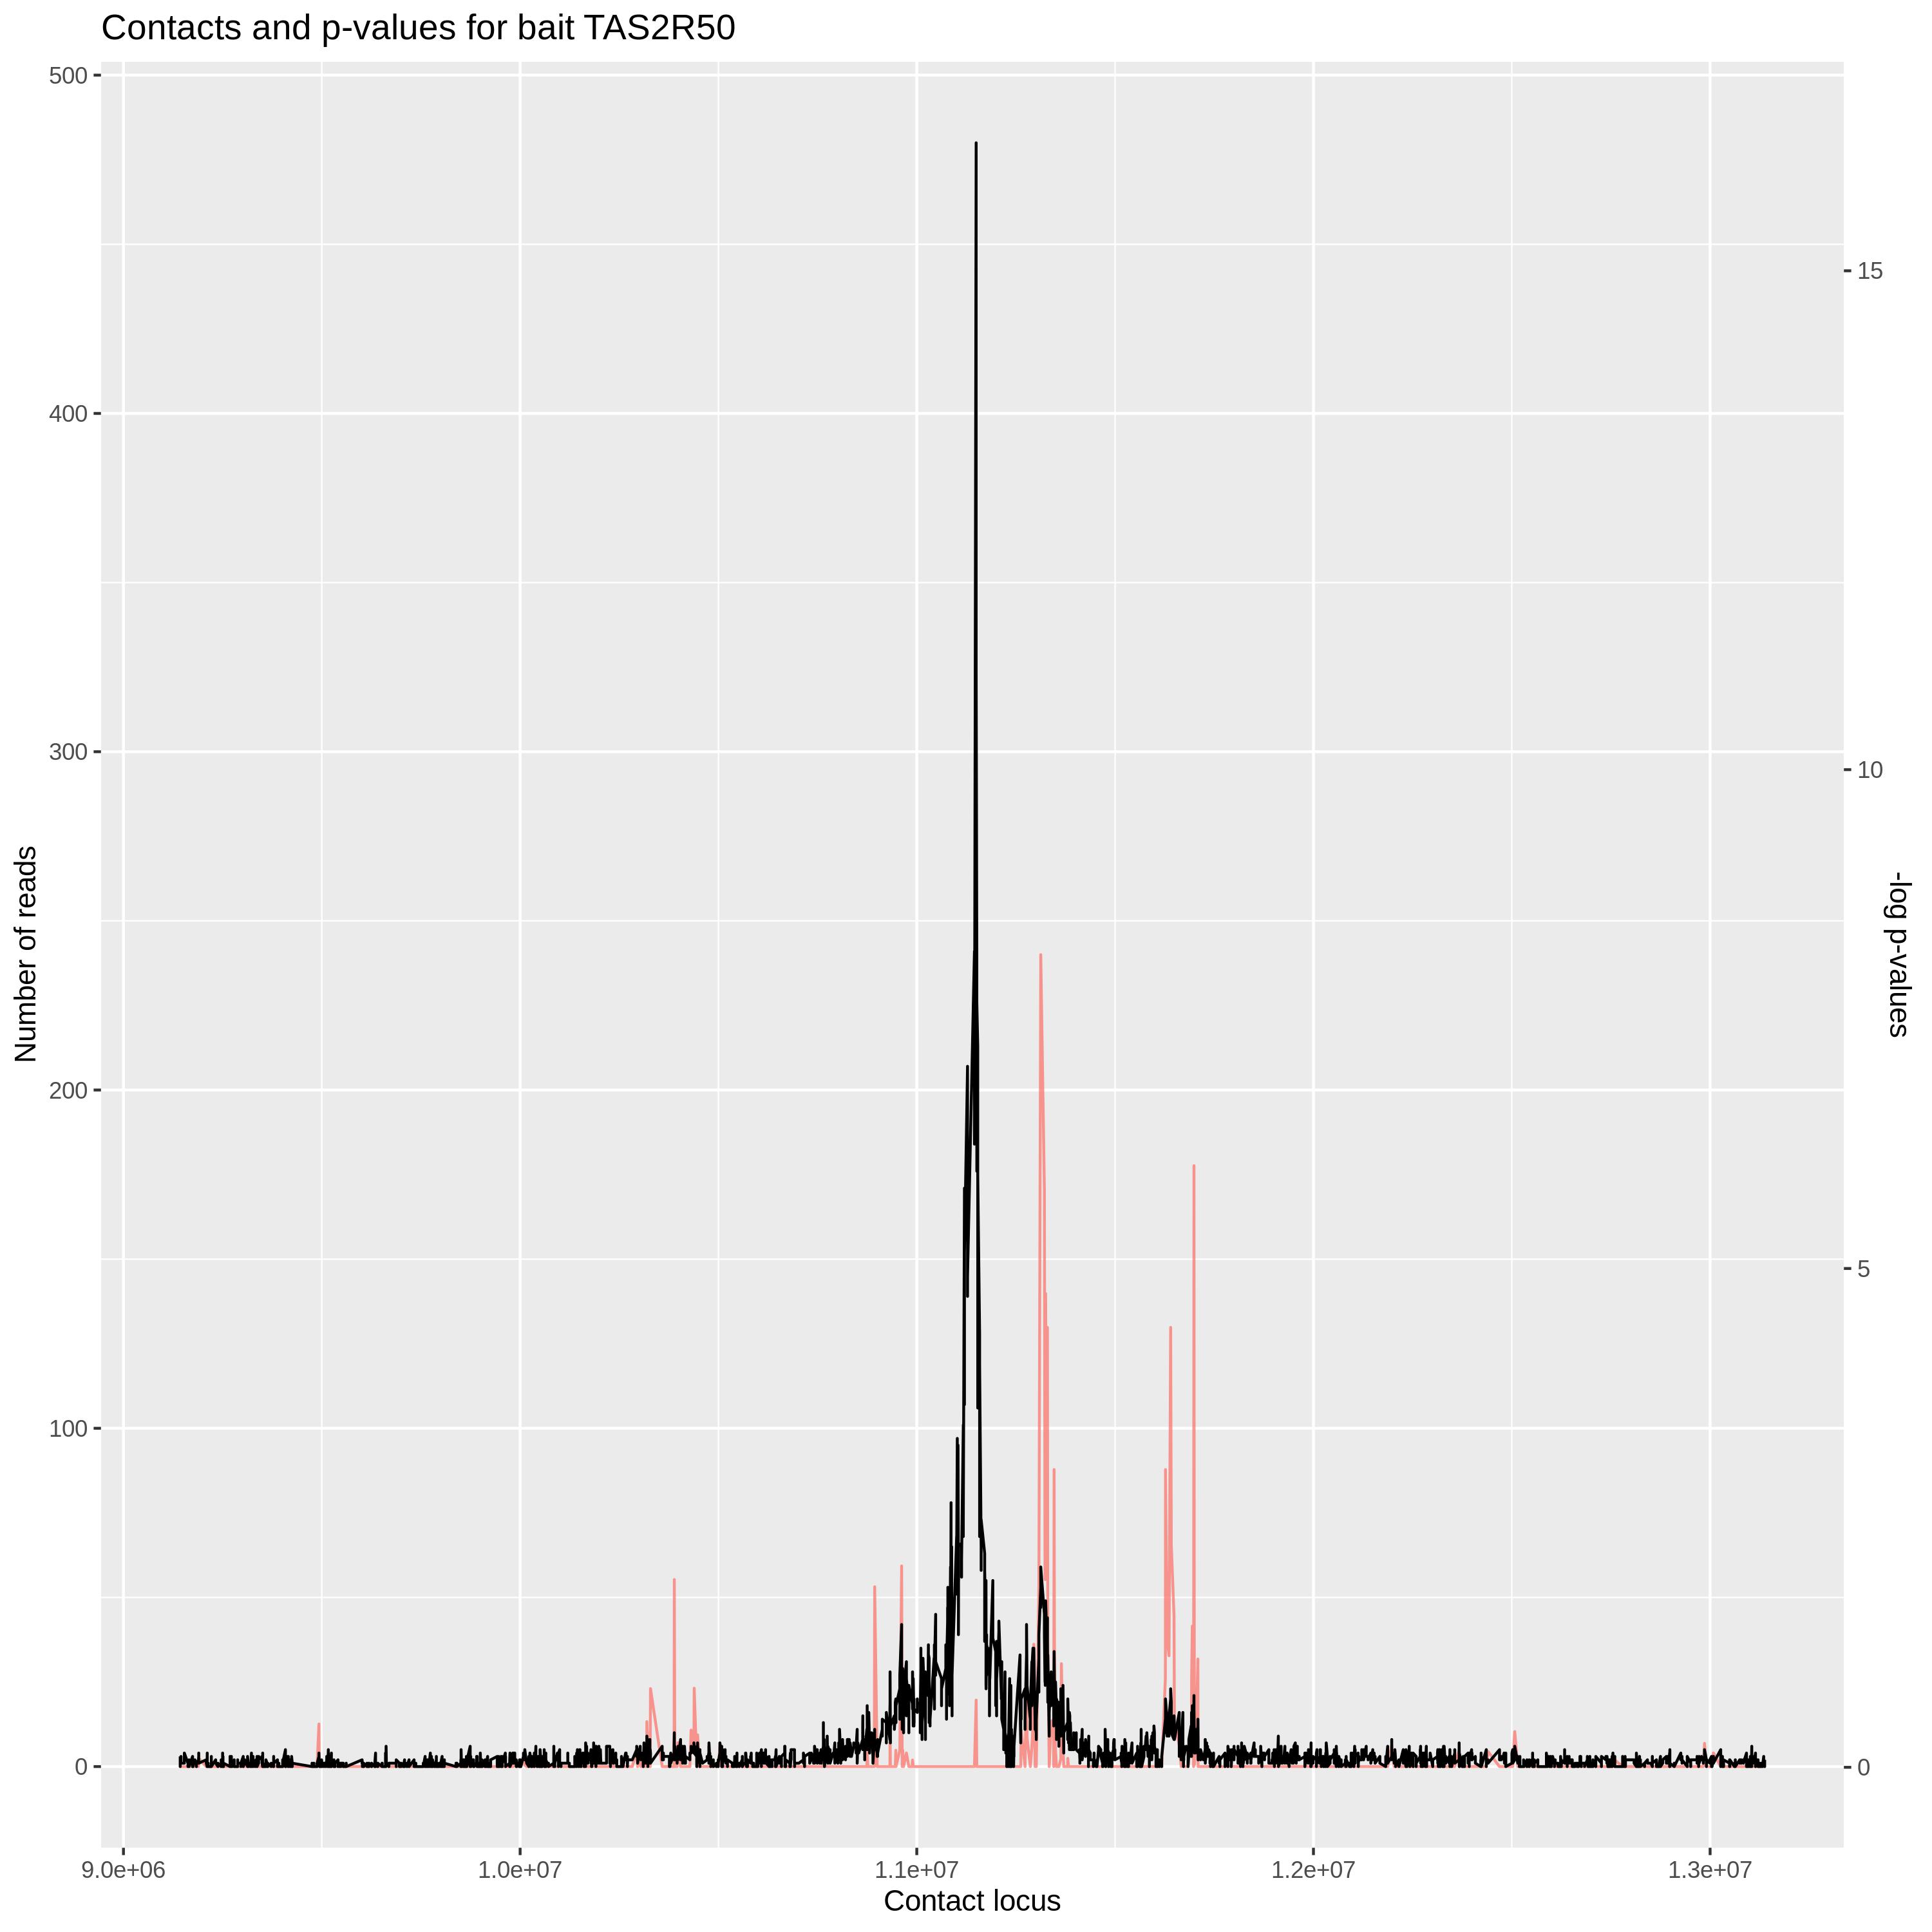 Contacts and p-values for bait TAS2R50
500
400
300
200
100
0
Number of reads
15
10
5
0
-log p-values
9.0e+06 1.0e+07 1.1e+07 1.2e+07 1.3e+07
Contact locus